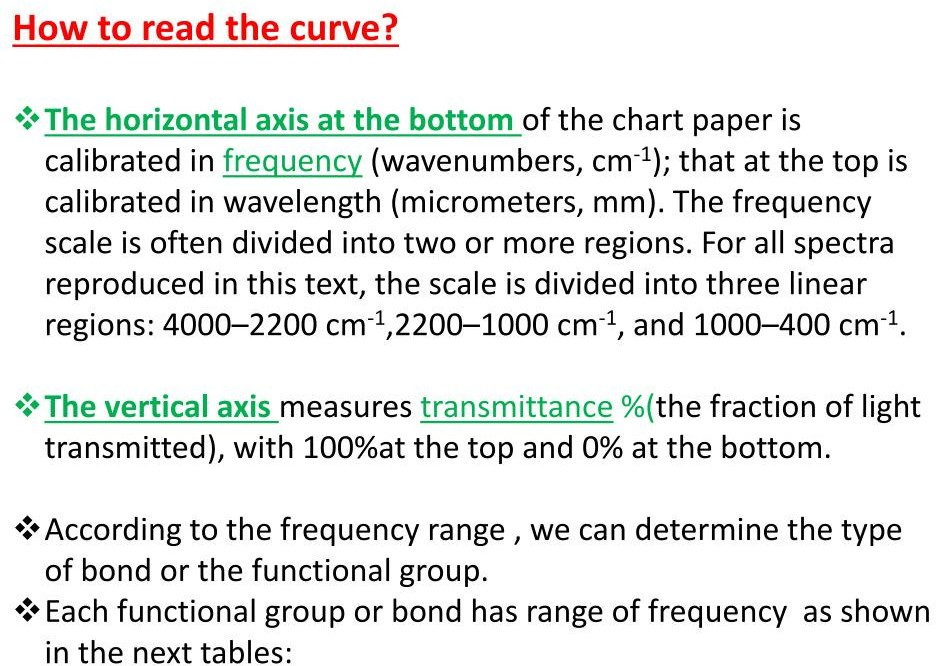 How to read the curve?
❖The horizontal axis at the bottom of the chart paper is
calibrated in frequency (wavenumbers, cm⁻¹); that at the top is
calibrated in wavelength (micrometers, mm). The frequency
scale is often divided into two or more regions. For all spectra
reproduced in this text, the scale is divided into three linear
regions: 4000–2200 cm⁻¹,2200–1000 cm⁻¹, and 1000–400 cm⁻¹.
❖The vertical axis measures transmittance %(the fraction of light
transmitted), with 100%at the top and 0% at the bottom.
❖According to the frequency range , we can determine the type
of bond or the functional group.
❖Each functional group or bond has range of frequency  as shown
in the next tables: